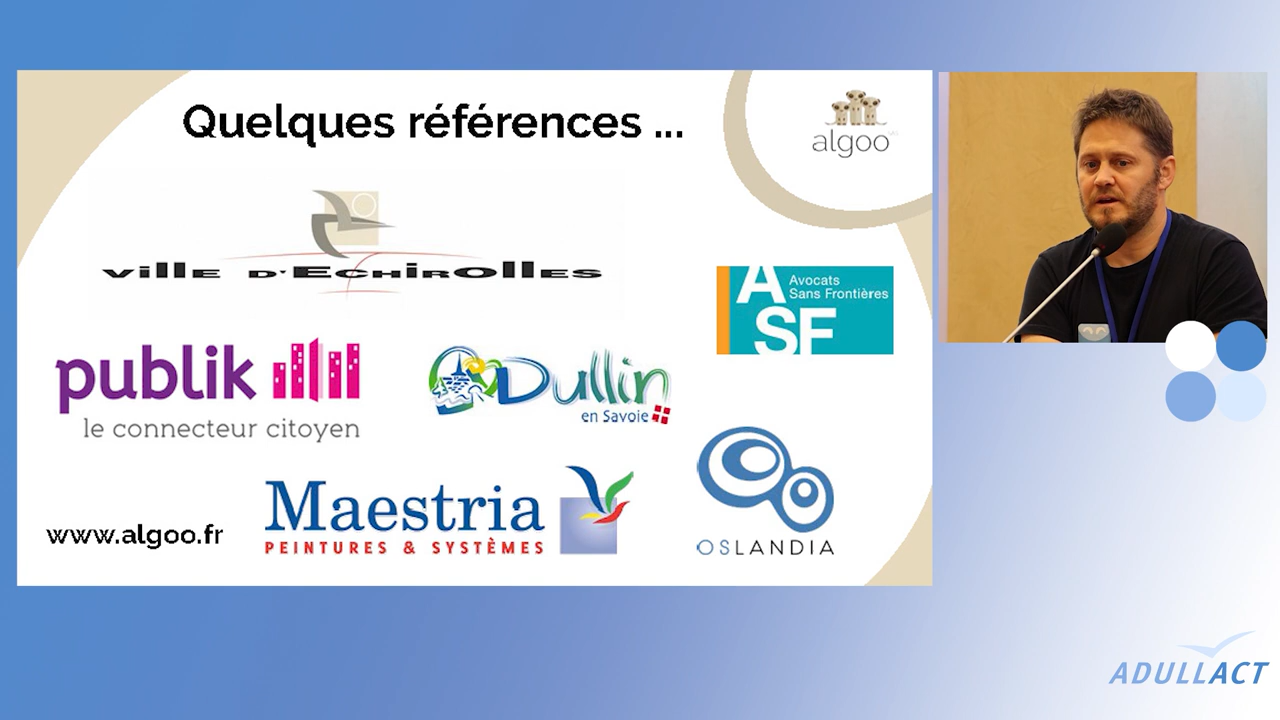 Quelques références ...
algoo
VILLE D'ECHIROLLES
A
Avocats
Sans Frontières
SF
publik
le connecteur citoyen
Dullin
en Savoie
Maestria
PEINTURES & SYSTÈMES
www.algoo.fr
OSLANDIA
ADULLACT